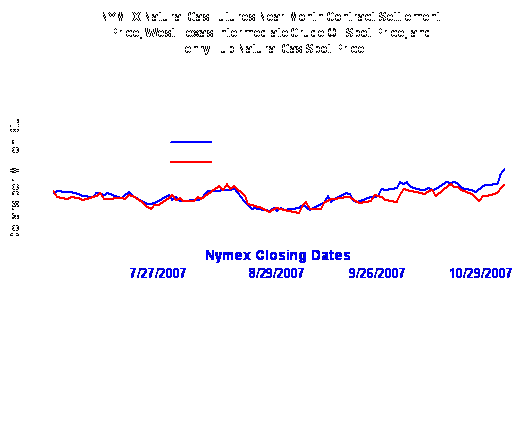 NYMEX Natural Gas Futures Near Month Contract Settlement
Price, West Texas Intermediate Crude Oil Spot Price, and
Henry Hub Natural Gas Spot Price
Nymex Closing Dates
7/27/2007 8/29/2007 9/26/2007 10/29/2007